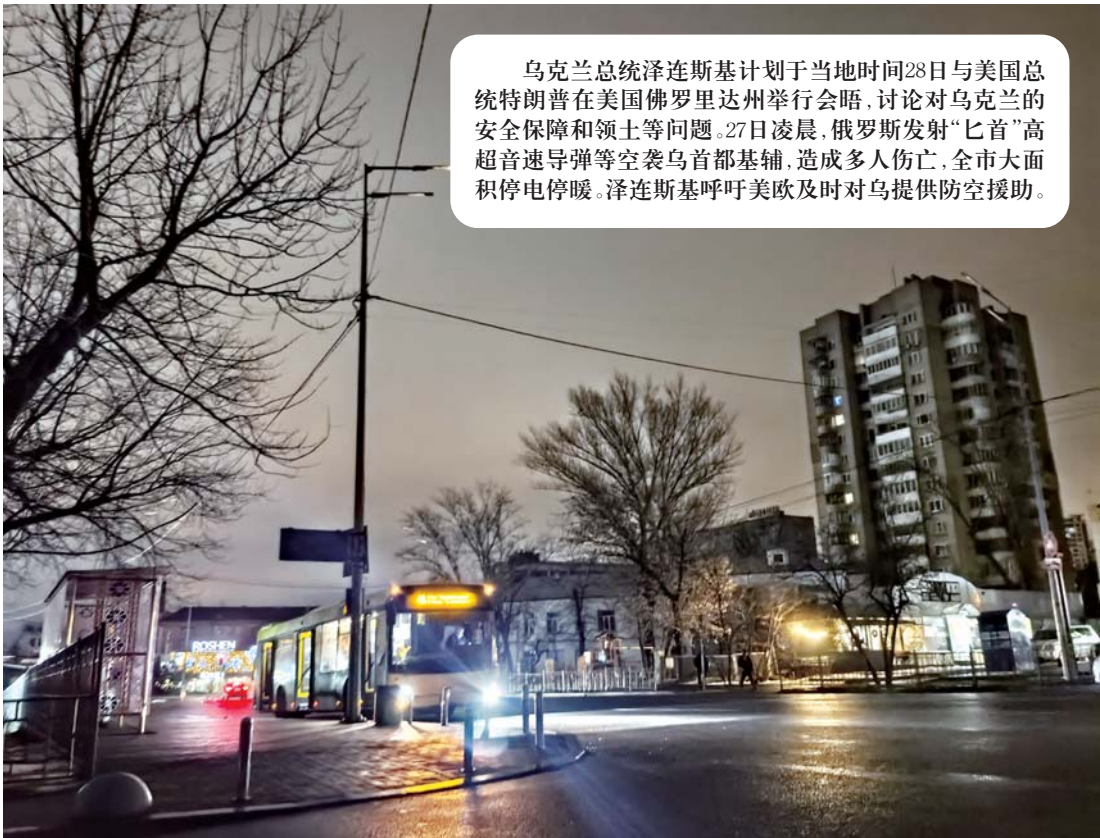 乌克兰总统泽连斯基计划于当地时间28日与美国总
统特朗普在美国佛罗里达州举行会晤，讨论对乌克兰的
安全保障和领土等问题。27日凌晨，俄罗斯发射“匕首”高
超音速导弹等空袭乌首都基辅，造成多人伤亡，全市大面
积停电停暖。泽连斯基呼吁美欧及时对乌提供防空援助。
ROSHEN